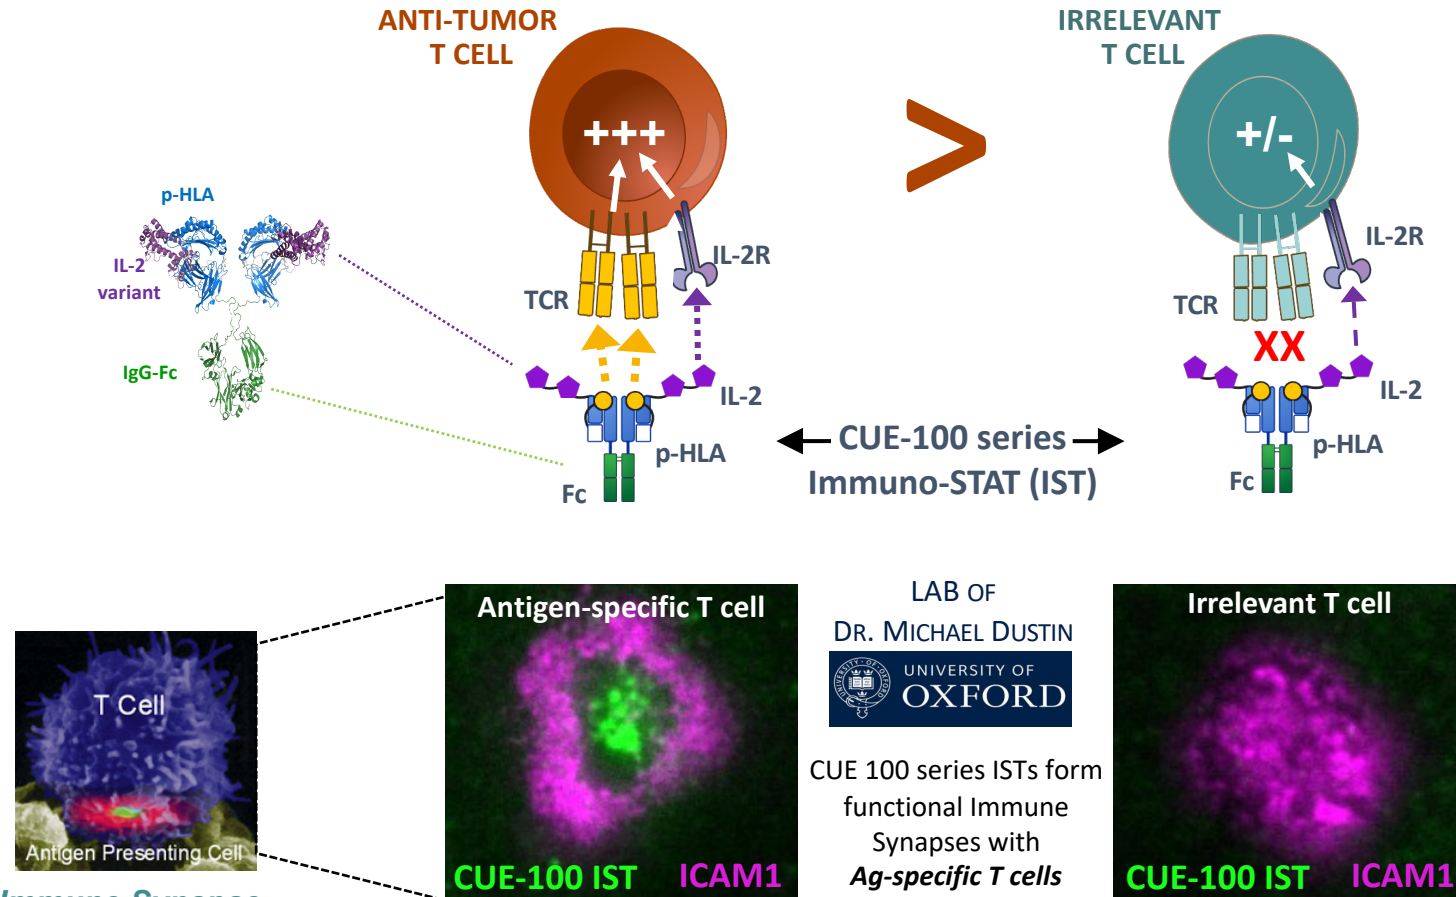 ANTI-TUMOR
T CELL
IRRELEVANT
T CELL
+++
>
+/-
p-HLA
IL-2
variant
IgG-Fc
TCR
IL-2R
IL-2
p-HLA
Fc
TCR
IL-2R
XX
IL-2
p-HLA
Fc
CUE-100 series
Immuno-STAT (IST)
T Cell
Antigen Presenting Cell
Antigen-specific T cell
CUE-100 IST ICAM1
LAB OF
DR. MICHAEL DUSTIN
UNIVERSITY OF
OXFORD
CUE 100 series ISTs form
functional Immune
Synapses with
Ag-specific T cells
Irrelevant T cell
CUE-100 IST ICAM1